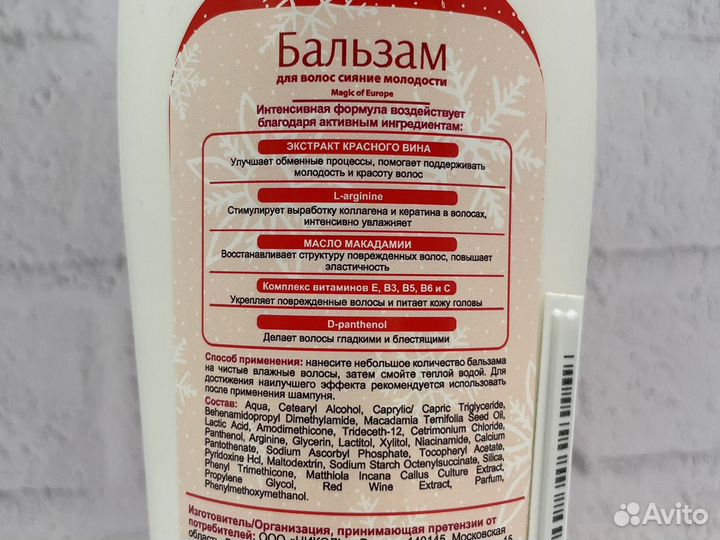 Бальзам
для волос сияние молодости
Magic of Europe
Интенсивная формула воздействует
благодаря активным ингредиентам:
ЭКСТРАКТ КРАСНОГО ВИНА
Улучшает обменные процессы, помогает поддерживать
молодость и красоту волос
L-arginine
Стимулирует выработку коллагена и кератина в волосах,
интенсивно увлажняет
МАСЛО МАКАДАМИИ
Восстанавливает структуру поврежденных волос, повышает
эластичность
Комплекс витаминов Е, В3, В5, В6 и С
Укрепляет поврежденные волосы и питает кожу головы
D-panthenol
Делает волосы гладкими и блестящими
Способ применения: нанесите небольшое количество бальзама
на чистые влажные волосы, затем смойте теплой водой. Для
достижения наилучшего эффекта рекомендуется использовать
после применения шампуня.
Состав: Aqua, Cetearyl Alcohol, Caprylic/ Capric Triglyceride,
Behenamidopropyl Dimethylamine, Macadamia Ternifolia Seed Oil,
Lactic Acid, Amodimethicone, Trideceth-12, Cetrimonium Chloride,
Panthenol, Arginine, Glycerin, Lactitol, Xylitol, Niacinamide, Calcium
Pantothenate, Sodium Ascorbyl Phosphate, Tocopheryl Acetate,
Pyridoxine Hcl, Maltodextrin, Sodium Starch Octenylsuccinate, Silica,
Phenyl Trimethicone, Matthiola Incana Callus Culture Extract,
Propylene Glycol, Red Wine Extract, Parfum,
Phenylmethoxymethanol.
Изготовитель/Организация, принимающая претензии от
потребителей: ООО 140145, Московская
Avito